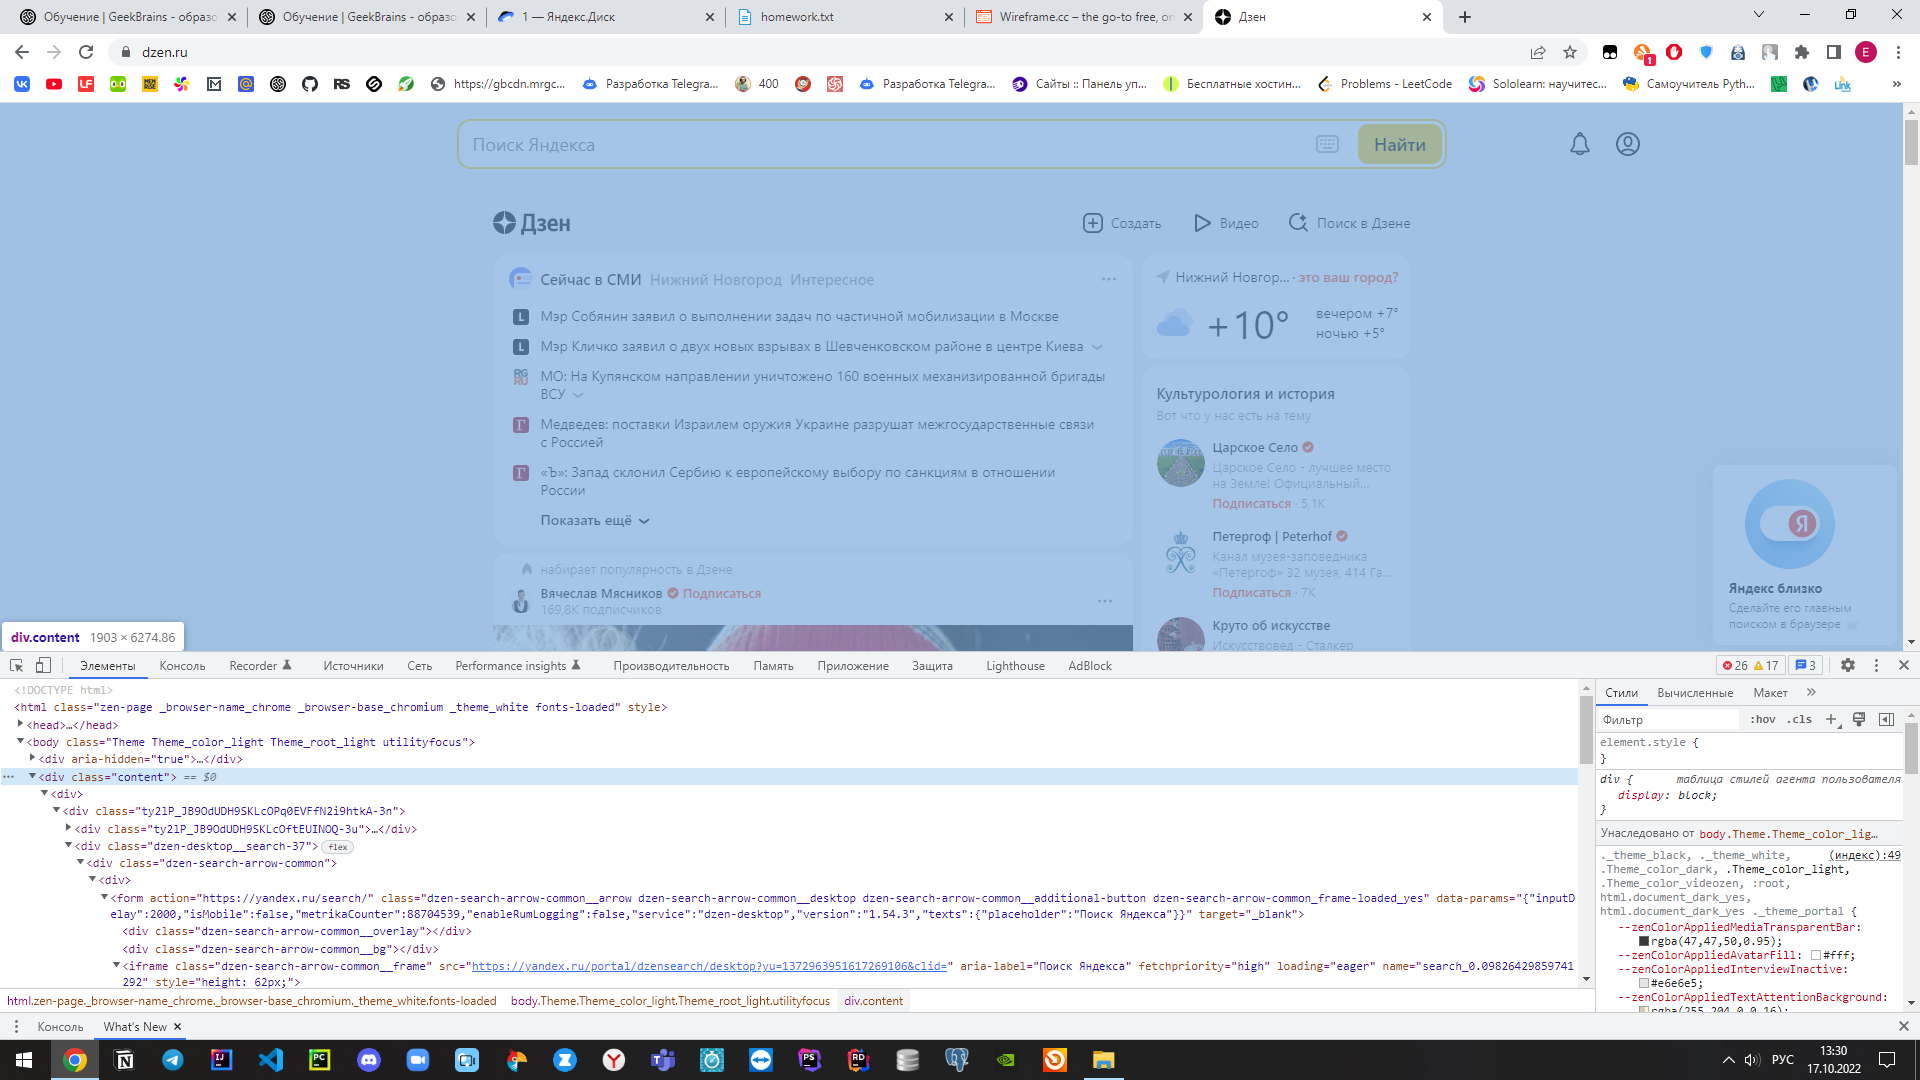 Обучение | GeekBrains - образо
Обучение | GeekBrains - образо
1 — Яндекс.Диск
homework.txt
Wireframe.cc – the go-to free, on
Дзен
dzen.ru
1
E
https://gbcdn.mrgc...
Разработка Telegra...
400
Разработка Telegra...
Сайты :: Панель уп...
Бесплатные хостин...
Problems - LeetCode
Sololearn: научитес...
Самоучитель Pyth...
Поиск Яндекса
Найти
Дзен
Создать
Видео
Поиск в Дзене
Сейчас в СМИ Нижний Новгород Интересное
Мэр Собянин заявил о выполнении задач по частичной мобилизации в Москве
Мэр Кличко заявил о двух новых взрывах в Шевченковском районе в центре Киева
МО: На Купянском направлении уничтожено 160 военных механизированной бригады
ВСУ
Медведев: поставки Израилем оружия Украине разрушат межгосударственные связи
с Россией
«Ъ»: Запад склонил Сербию к европейскому выбору по санкциям в отношении
России
Показать ещё
набирает популярность в Дзене
Вячеслав Мясников Подписаться
169,8K подписчиков
Нижний Новгор... · это ваш город?
+10°
вечером +7°
ночью +5°
Культурология и история
Вот что у нас есть на тему
Царское Село
Царское Село - лучшее место
на Земле! Официальный...
Подписаться · 5,1K
Петергоф | Peterhof
Канал музея-заповедника
«Петергоф» 32 музея, 414 Га...
Подписаться · 7K
Круто об искусстве
Искусствовед - Сталкер
Яндекс близко
Сделайте его главным
поиском в браузере
div.content 1903 × 6274.86
Элементы
Консоль
Recorder
Источники
Сеть
Performance insights
Производительность
Память
Приложение
Защита
Lighthouse
AdBlock
26 17
3
<!DOCTYPE html>
<html class="zen-page _browser-name_chrome _browser-base_chromium _theme_white fonts-loaded" style>
<head>…</head>
<body class="Theme Theme_color_light Theme_root_light utilityfocus">
<div aria-hidden="true">…</div>
<div class="content"> == $0
<div>
<div class="ty2lP_JB9OdUDH9SKLcOPq0EVFfN2i9htkA-3n">
<div class="ty2lP_JB9OdUDH9SKLcOftEUINOQ-3u">…</div>
<div class="dzen-desktop__search-37"> flex
<div class="dzen-search-arrow-common">
<div>
<form action="https://yandex.ru/search/" class="dzen-search-arrow-common__arrow dzen-search-arrow-common__desktop dzen-search-arrow-common__additional-button dzen-search-arrow-common_frame-loaded_yes" data-params="{"inputD
elay":2000,"isMobile":false,"metrikaCounter":88704539,"enableRumLogging":false,"service":"dzen-desktop","version":"1.54.3","texts":{"placeholder":"Поиск Яндекса"}}" target="_blank">
<div class="dzen-search-arrow-common__overlay"></div>
<div class="dzen-search-arrow-common__bg"></div>
<iframe class="dzen-search-arrow-common__frame" src="https://yandex.ru/portal/dzensearch/desktop?yu=1372963951617269106&clid=" aria-label="Поиск Яндекса" fetchpriority="high" loading="eager" name="search_0.09826429859741
292" style="height: 62px;">
html.zen-page._browser-name_chrome._browser-base_chromium._theme_white.fonts-loaded
body.Theme.Theme_color_light.Theme_root_light.utilityfocus
div.content
Стили
Вычисленные
Макет
Фильтр
:hov .cls
element.style {
}
div { таблица стилей агента пользователя
display: block;
}
Унаследовано от body.Theme.Theme_color_lig…
._theme_black, ._theme_white, (индекс):49
.Theme_color_dark, .Theme_color_light,
.Theme_color_videozen, :root,
html.document_dark_yes,
html.document_dark_yes ._theme_portal {
--zenColorAppliedMediaTransparentBar:
rgba(47,47,50,0.95);
--zenColorAppliedAvatarFill: #fff;
--zenColorAppliedInterviewInactive:
#e6e6e5;
--zenColorAppliedTextAttentionBackground:
rgba(255,204,0,0.16);
Консоль
What's New
РУС
13:30
17.10.2022